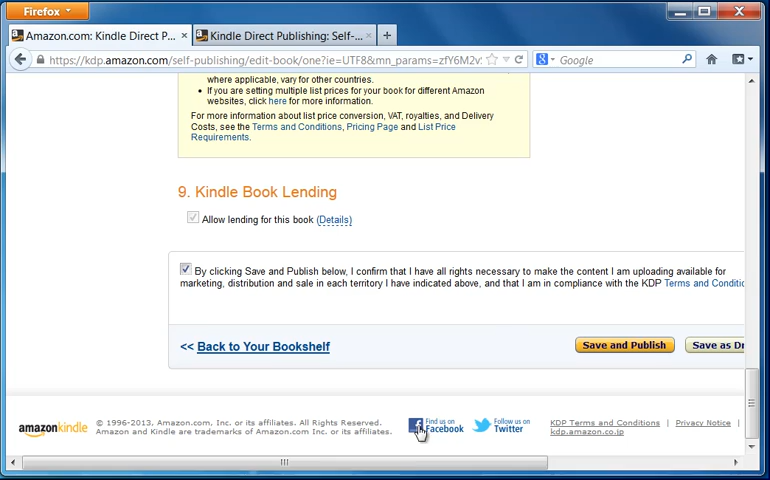 Firefox
Amazon.com: Kindle Direct P...
Kindle Direct Publishing: Self-...
https://kdp.amazon.com/self-publishing/edit-book/one?ie=UTF8&mn_params=zfY6M2v
Google
where applicable, vary for other countries.
If you are setting multiple list prices for your book for different Amazon
websites, click here for more information.
For more information about list price conversion, VAT, royalties, and Delivery
Costs, see the Terms and Conditions, Pricing Page and List Price
Requirements.
9. Kindle Book Lending
Allow lending for this book (Details)
By clicking Save and Publish below, I confirm that I have all rights necessary to make the content I am uploading available for
marketing, distribution and sale in each territory I have indicated above, and that I am in compliance with the KDP Terms and Conditio
<< Back to Your Bookshelf
Save and Publish
Save as Dr
amazonkindle
© 1996-2013, Amazon.com, Inc. or its affiliates. All Rights Reserved.
Amazon and Kindle are trademarks of Amazon.com Inc. or its affiliates.
Find us on
Facebook
Follow us on
Twitter
KDP Terms and Conditions | Privacy Notice |
kdp.amazon.co.jp